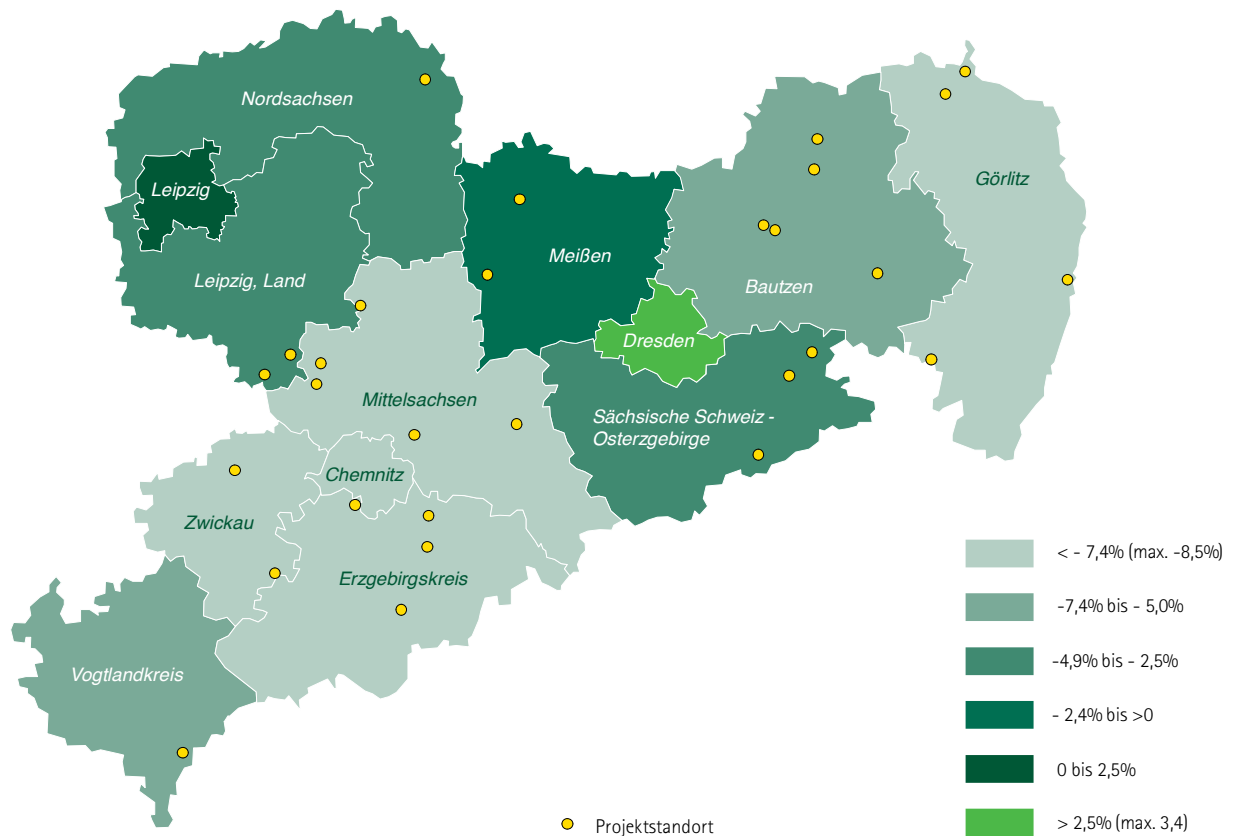 Nordsachsen
Leipzig
Görlitz
Meißen
Leipzig, Land
Bautzen
Dresden
Mittelsachsen
Sächsische Schweiz -
Osterzgebirge
Chemnitz
Zwickau
Erzgebirgskreis
Vogtlandkreis
< - 7,4% (max. -8,5%)
-7,4% bis - 5,0%
-4,9% bis - 2,5%
- 2,4% bis >0
0 bis 2,5%
> 2,5% (max. 3,4)
Projektstandort